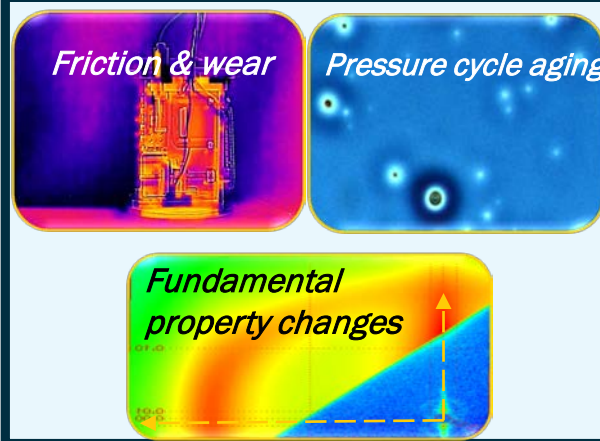 Friction & wear
Pressure cycle aging
Fundamental
property changes